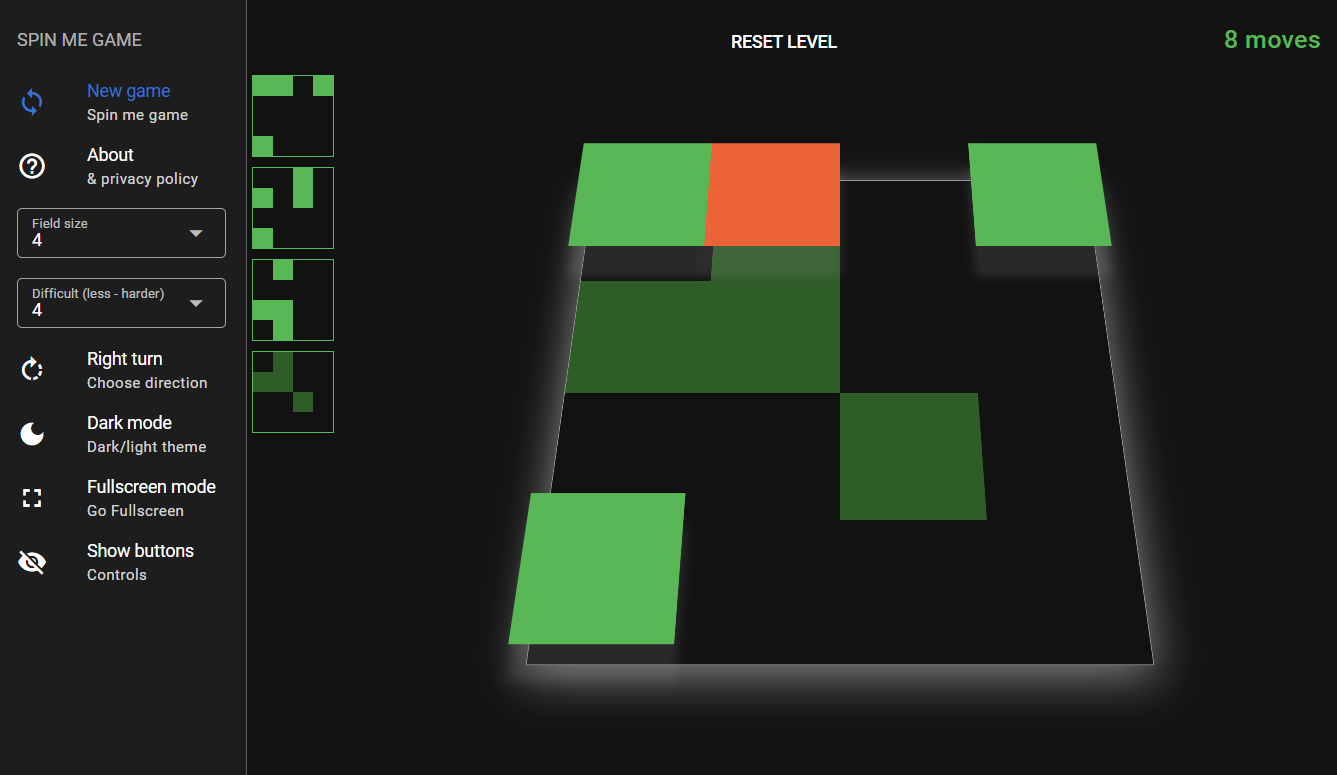 SPIN ME GAME
RESET LEVEL
8 moves
New game
Spin me game
About
& privacy policy
Field size
4
Difficult (less - harder)
4
Right turn
Choose direction
Dark mode
Dark/light theme
Fullscreen mode
Go Fullscreen
Show buttons
Controls